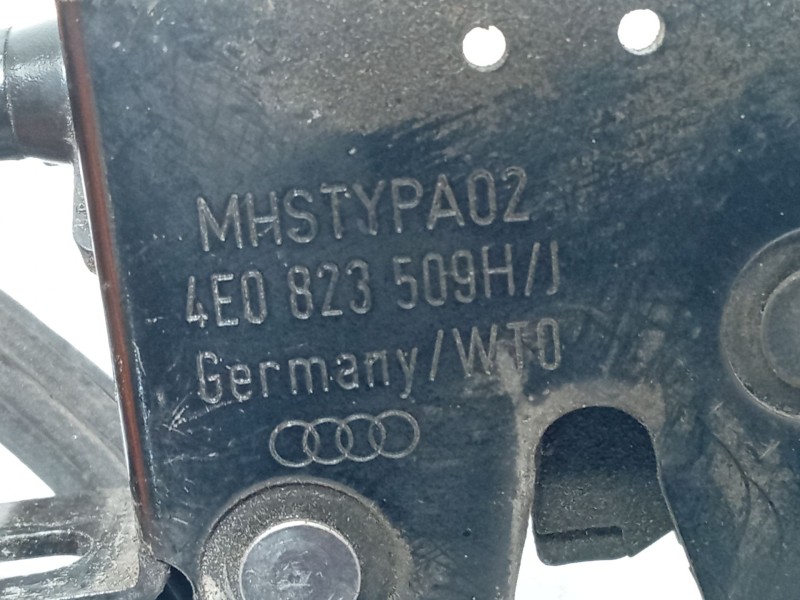 MHSTYPA02
4E0 823 509H/J
Germany/WTO